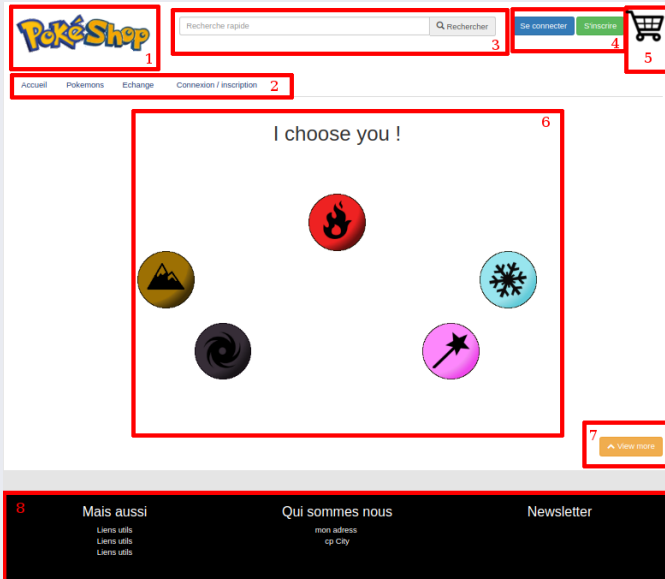 PokéShop
1
Recherche rapide
Rechercher
3
Se connecter
S'inscrire
4
5
Accueil
Pokemons
Echange
Connexion / inscription
2
6
I choose you !
7
View more
8
Mais aussi
Liens utils
Liens utils
Liens utils
Qui sommes nous
mon adress
cp City
Newsletter